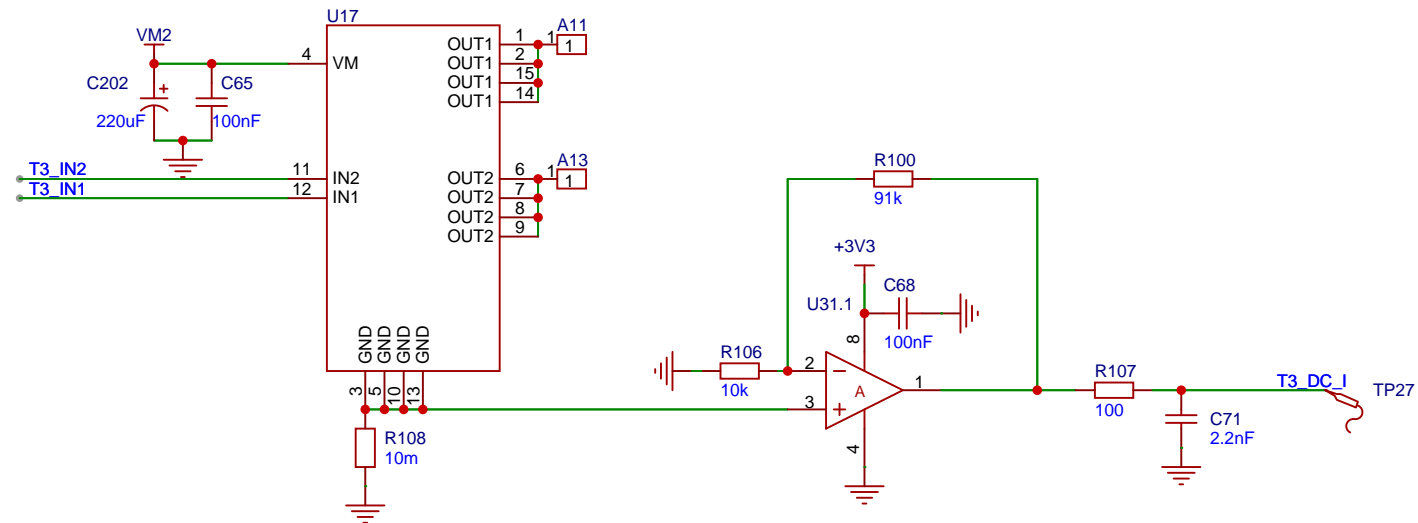 U17
VM2
C202
+
220uF
C65
100nF
4
VM
OUT1
1
OUT1
2
OUT1
15
OUT1
14
1
A11
1
T3_IN2
11
IN2
T3_IN1
12
IN1
OUT2
6
OUT2
7
OUT2
8
OUT2
9
1
A13
1
GND
GND
GND
GND
3
5
10
13
R108
10m
R100
91k
+3V3
C68
100nF
U31.1
8
R106
10k
2
3
A
1
4
R107
100
C71
2.2nF
T3_DC_I
TP27